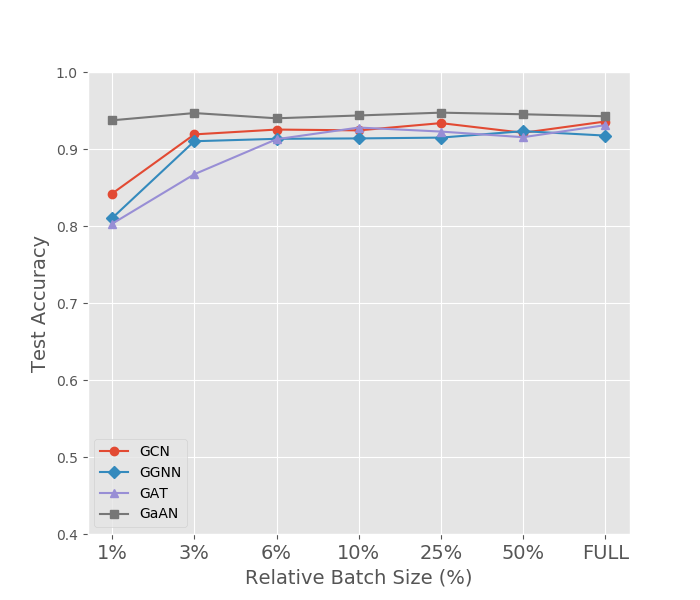 1.0
0.9
0.8
0.7
0.6
0.5
0.4
Test Accuracy
GCN
GGNN
GAT
GaAN
1% 3% 6% 10% 25% 50% FULL
Relative Batch Size (%)